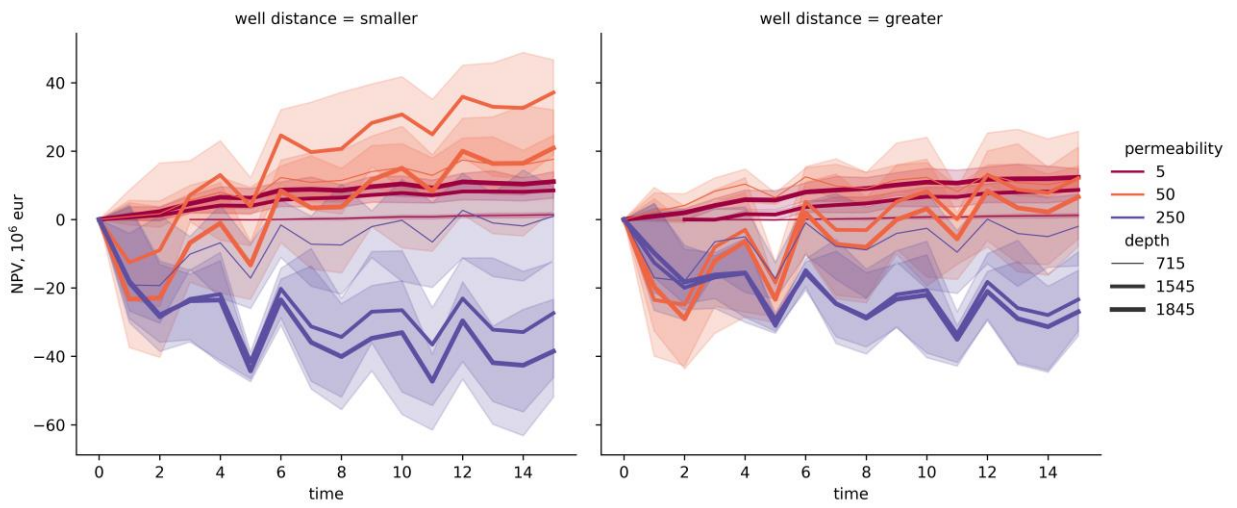 well distance = smaller
well distance = greater
NPV, 10⁶ eur
40
20
0
−20
−40
−60
0 2 4 6 8 10 12 14
time
0 2 4 6 8 10 12 14
time
permeability
5
50
250
depth
715
1545
1845